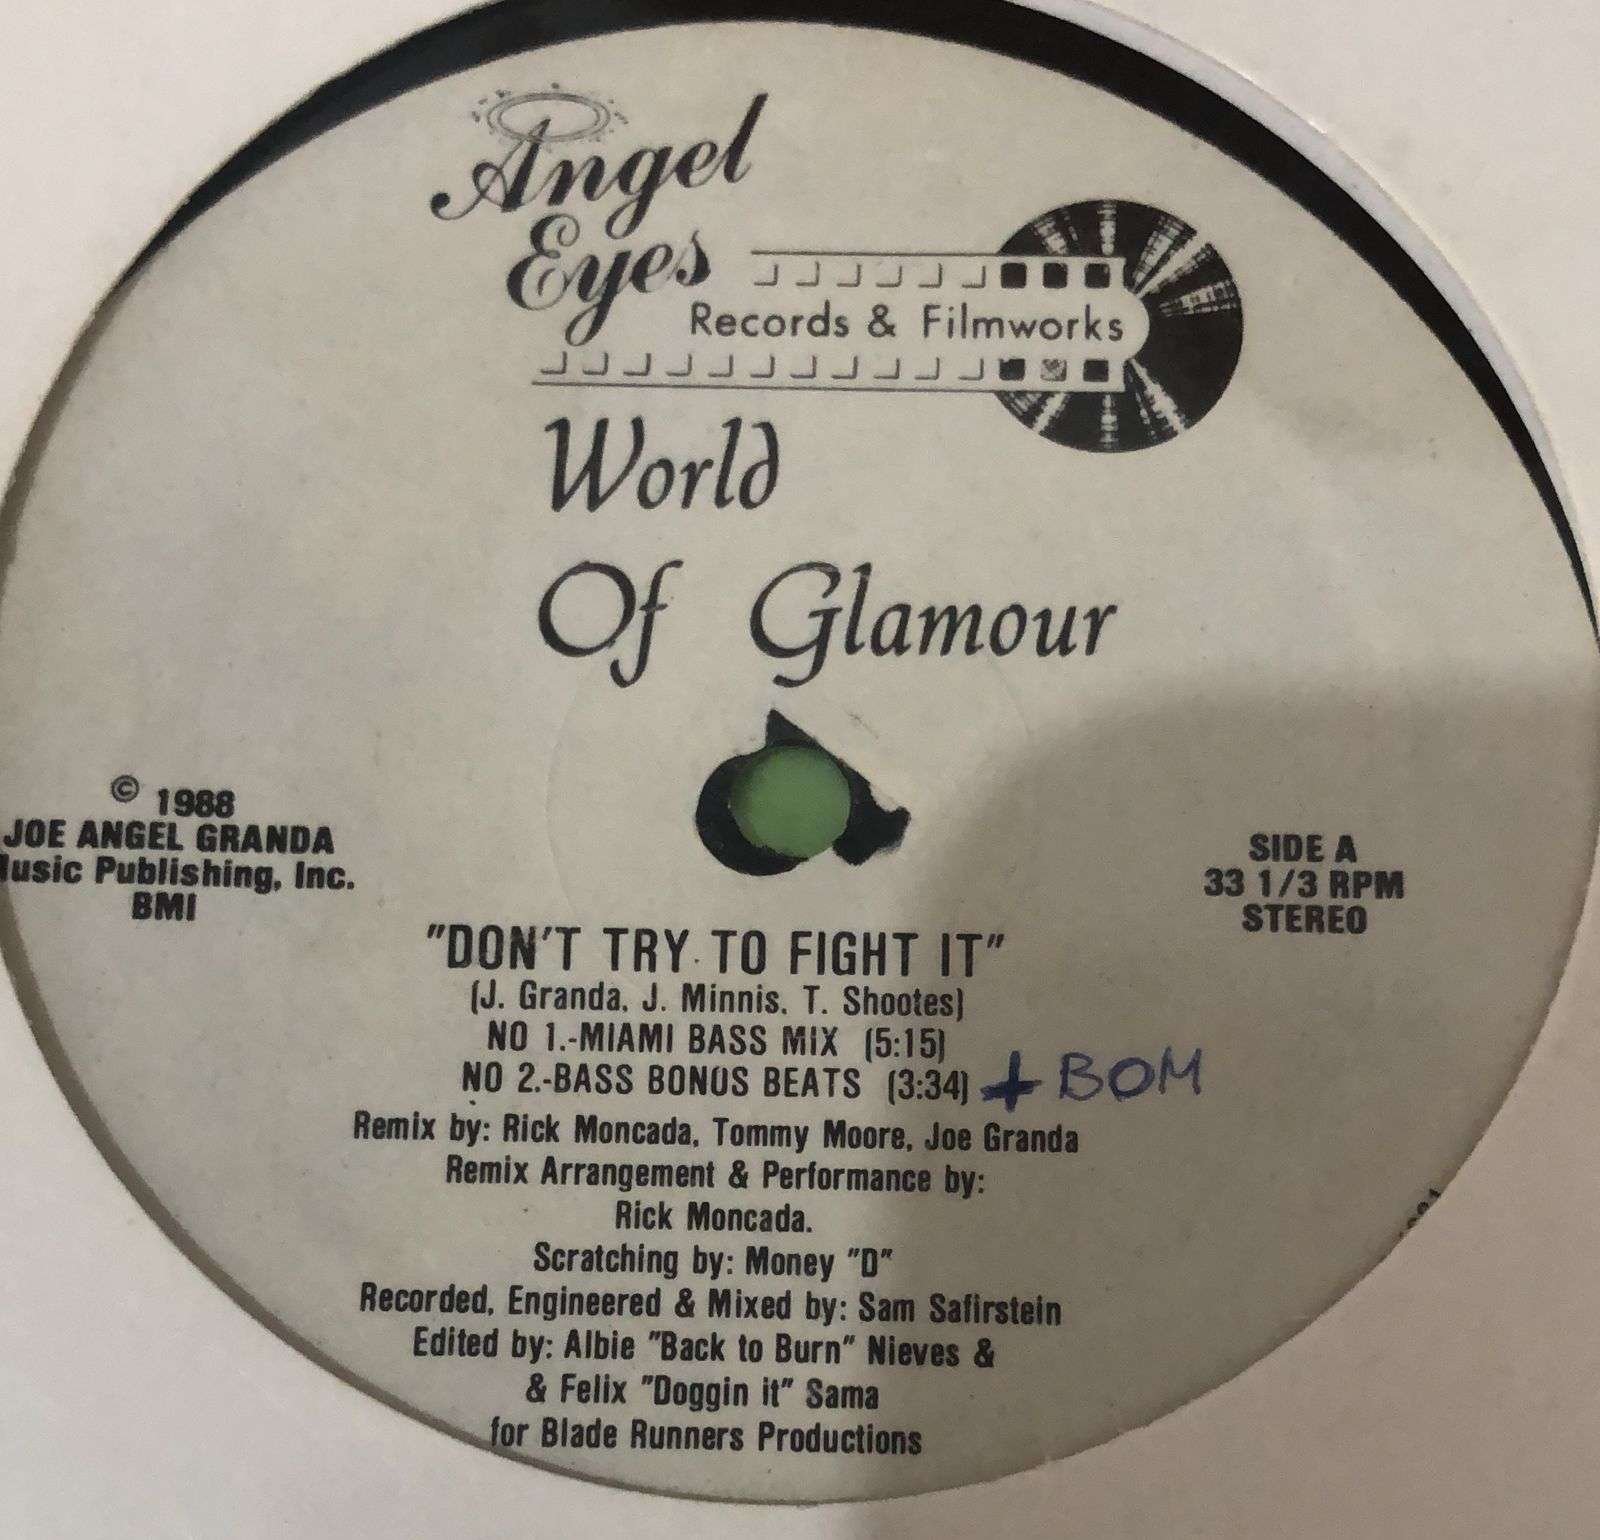 Angel
Eyes
Records & Filmworks
World
Of Glamour
© 1988
JOE ANGEL GRANDA
Music Publishing, Inc.
BMI
SIDE A
33 1/3 RPM
STEREO
"DON'T TRY TO FIGHT IT"
(J. Granda, J. Minnis, T. Shootes)
NO 1.-MIAMI BASS MIX (5:15)
NO 2.-BASS BONUS BEATS (3:34) + BOM
Remix by: Rick Moncada, Tommy Moore, Joe Granda
Remix Arrangement & Performance by:
Rick Moncada.
Scratching by: Money "D"
Recorded, Engineered & Mixed by: Sam Safirstein
Edited by: Albie "Back to Burn" Nieves &
& Felix "Doggin it" Sama
for Blade Runners Productions